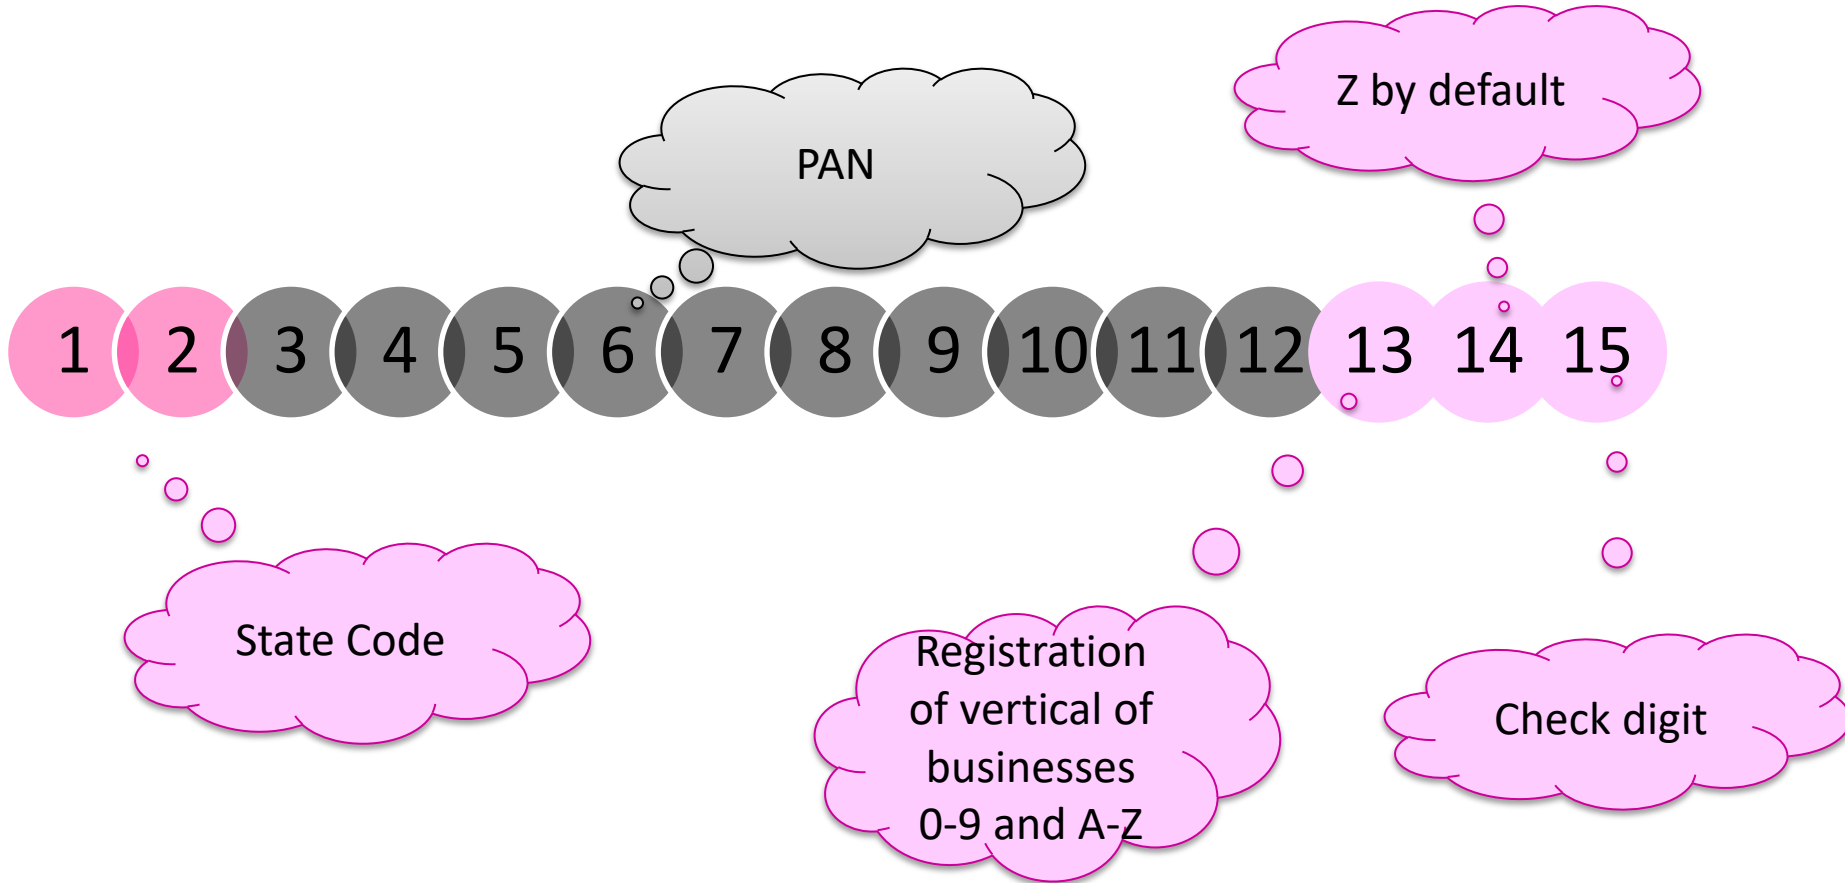 Z by default
PAN
1 2 3 4 5 6 7 8 9 10 11 12 13 14 15
State Code
Registration
of vertical of
businesses
0-9 and A-Z
Check digit